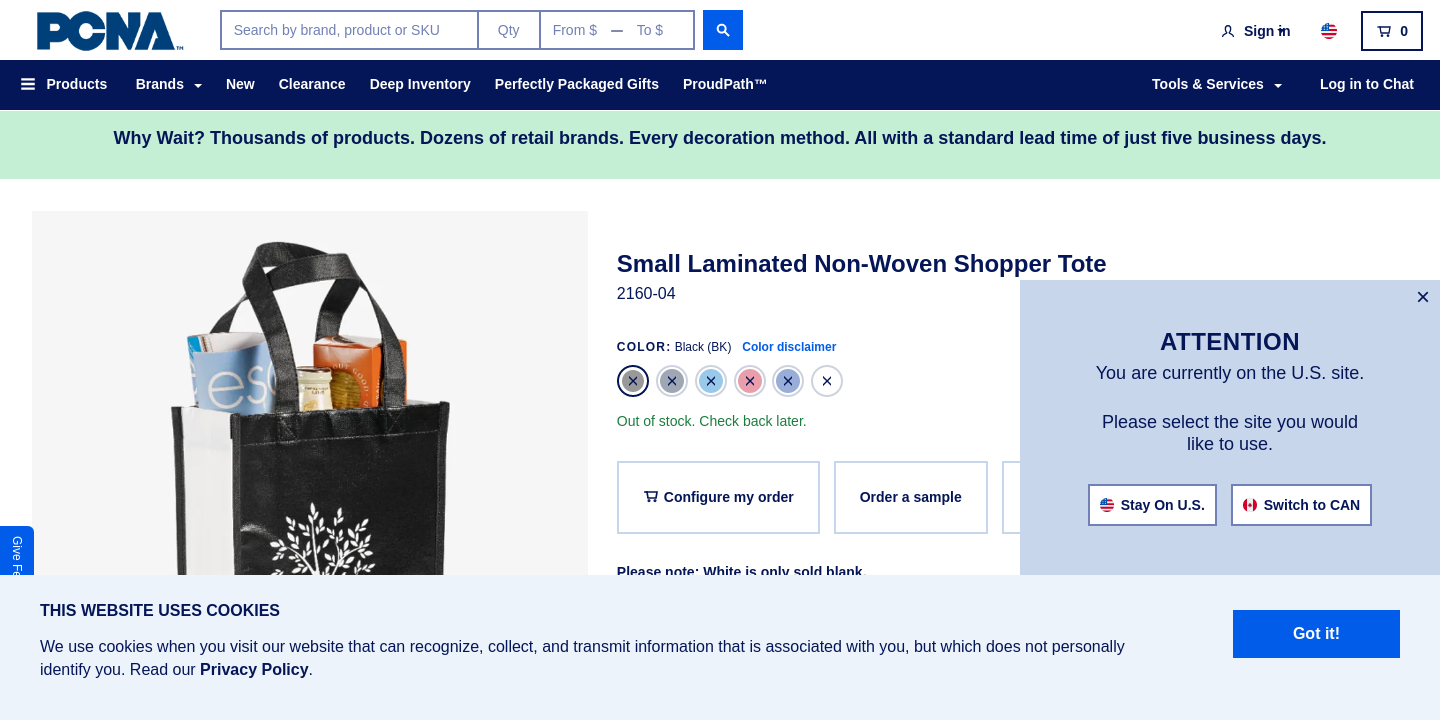 PCNA™
Search by brand, product or SKU
Qty
From $ — To $
Sign in
0
Products
Brands
New
Clearance
Deep Inventory
Perfectly Packaged Gifts
ProudPath™
Tools & Services
Log in to Chat
Why Wait? Thousands of products. Dozens of retail brands. Every decoration method. All with a standard lead time of just five business days.
Small Laminated Non-Woven Shopper Tote
2160-04
COLOR: Black (BK) Color disclaimer
Out of stock. Check back later.
Configure my order
Order a sample
Please note: White is only sold blank.
×
ATTENTION
You are currently on the U.S. site.
Please select the site you would
like to use.
Stay On U.S.
Switch to CAN
Give Fe
THIS WEBSITE USES COOKIES
We use cookies when you visit our website that can recognize, collect, and transmit information that is associated with you, but which does not personally
identify you. Read our Privacy Policy.
Got it!